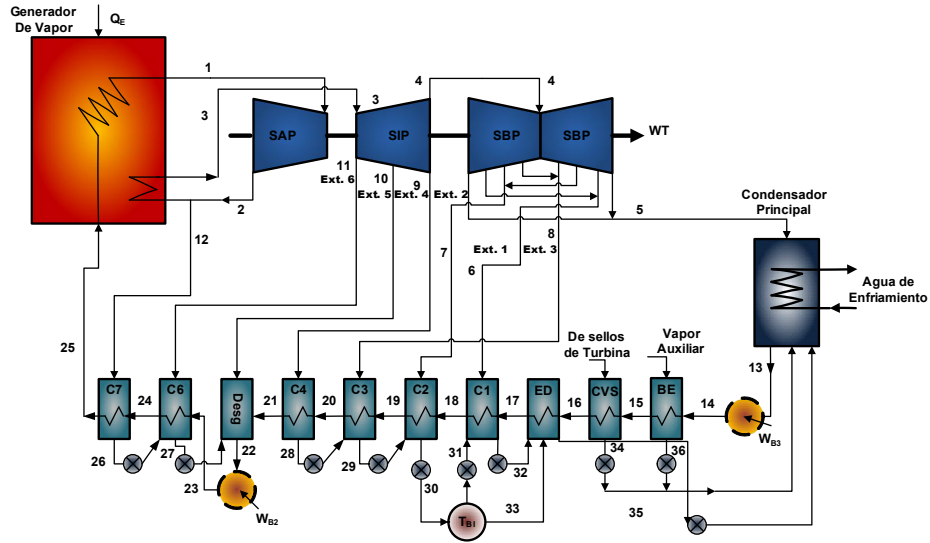 Generador
De Vapor
Q_E
1
3
2
12
25
SAP
SIP
SBP
SBP
WT
3
4
4
11
Ext. 6
10
Ext. 5
9
Ext. 4
Ext. 2
7
6
Ext. 1
Ext. 3
8
5
Condensador
Principal
Agua de
Enfriamiento
De sellos
de Turbina
Vapor
Auxiliar
13
C7
24
C6
Desg
21
C4
20
C3
19
C2
18
C1
17
ED
16
CVS
15
BE
14
W_B3
26
27
22
23
W_B2
28
29
30
31
T_BI
32
33
34
36
35